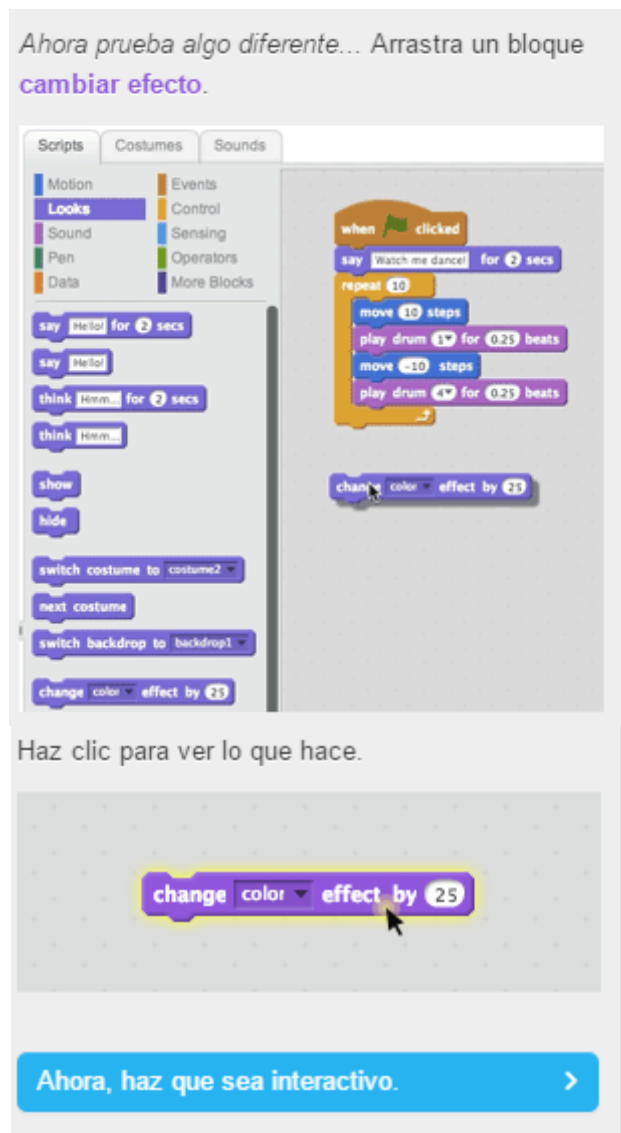 Ahora prueba algo diferente... Arrastra un bloque
cambiar efecto.
Scripts Costumes Sounds
Motion Events
Looks Control
Sound Sensing
Pen Operators
Data More Blocks
say Hello! for 2 secs
say Hello!
think Hmm... for 2 secs
think Hmm...
show
hide
switch costume to costume2
next costume
switch backdrop to backdrop1
change color effect by 25
when clicked
say Watch me dance! for 2 secs
repeat 10
move 10 steps
play drum 1 for 0.25 beats
move -10 steps
play drum 4 for 0.25 beats
change color effect by 25
Haz clic para ver lo que hace.
change color effect by 25
Ahora, haz que sea interactivo.